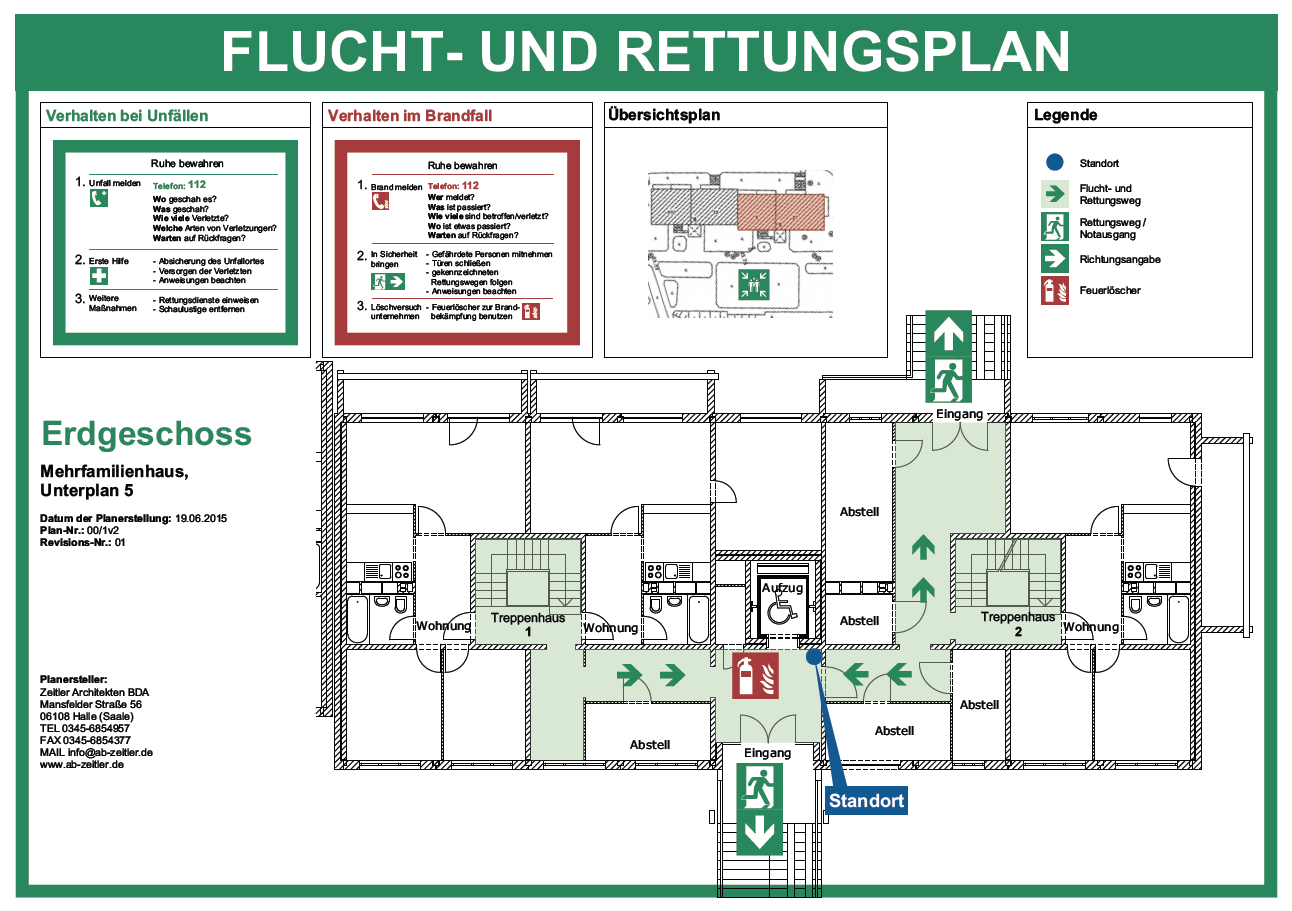 FLUCHT- UND RETTUNGSPLAN
Verhalten bei Unfällen
Ruhe bewahren
1. Unfall melden
Telefon: 112
Wo geschah es?
Was geschah?
Wie viele Verletzte?
Welche Arten von Verletzungen?
Warten auf Rückfragen?
2. Erste Hilfe
- Absicherung des Unfallortes
- Versorgen der Verletzten
- Anweisungen beachten
3. Weitere
Maßnahmen
- Rettungsdienste einweisen
- Schaulustige entfernen
Verhalten im Brandfall
Ruhe bewahren
1. Brand melden
Telefon: 112
Wer meldet?
Was ist passiert?
Wie viele sind betroffen/verletzt?
Wo ist etwas passiert?
Warten auf Rückfragen?
2. In Sicherheit
bringen
- Gefährdete Personen mitnehmen
- Türen schließen
- gekennzeichneten
Rettungswegen folgen
- Anweisungen beachten
3. Löschversuch
unternehmen
- Feuerlöscher zur Brand-
bekämpfung benutzen
Übersichtsplan
Legende
Standort
Flucht- und
Rettungsweg
Rettungsweg /
Notausgang
Richtungsangabe
Feuerlöscher
Erdgeschoss
Mehrfamilienhaus,
Unterplan 5
Datum der Planerstellung: 19.06.2015
Plan-Nr.: 00/1v2
Revisions-Nr.: 01
Planersteller:
Zeitler Architekten BDA
Mansfelder Straße 56
06108 Halle (Saale)
TEL 0345-6854957
FAX 0345-6854377
MAIL info@ab-zeitler.de
www.ab-zeitler.de
Eingang
Abstell
Aufzug
Wohnung
Treppenhaus
1
Wohnung
Abstell
Treppenhaus
2
Wohnung
Abstell
Abstell
Abstell
Eingang
Standort